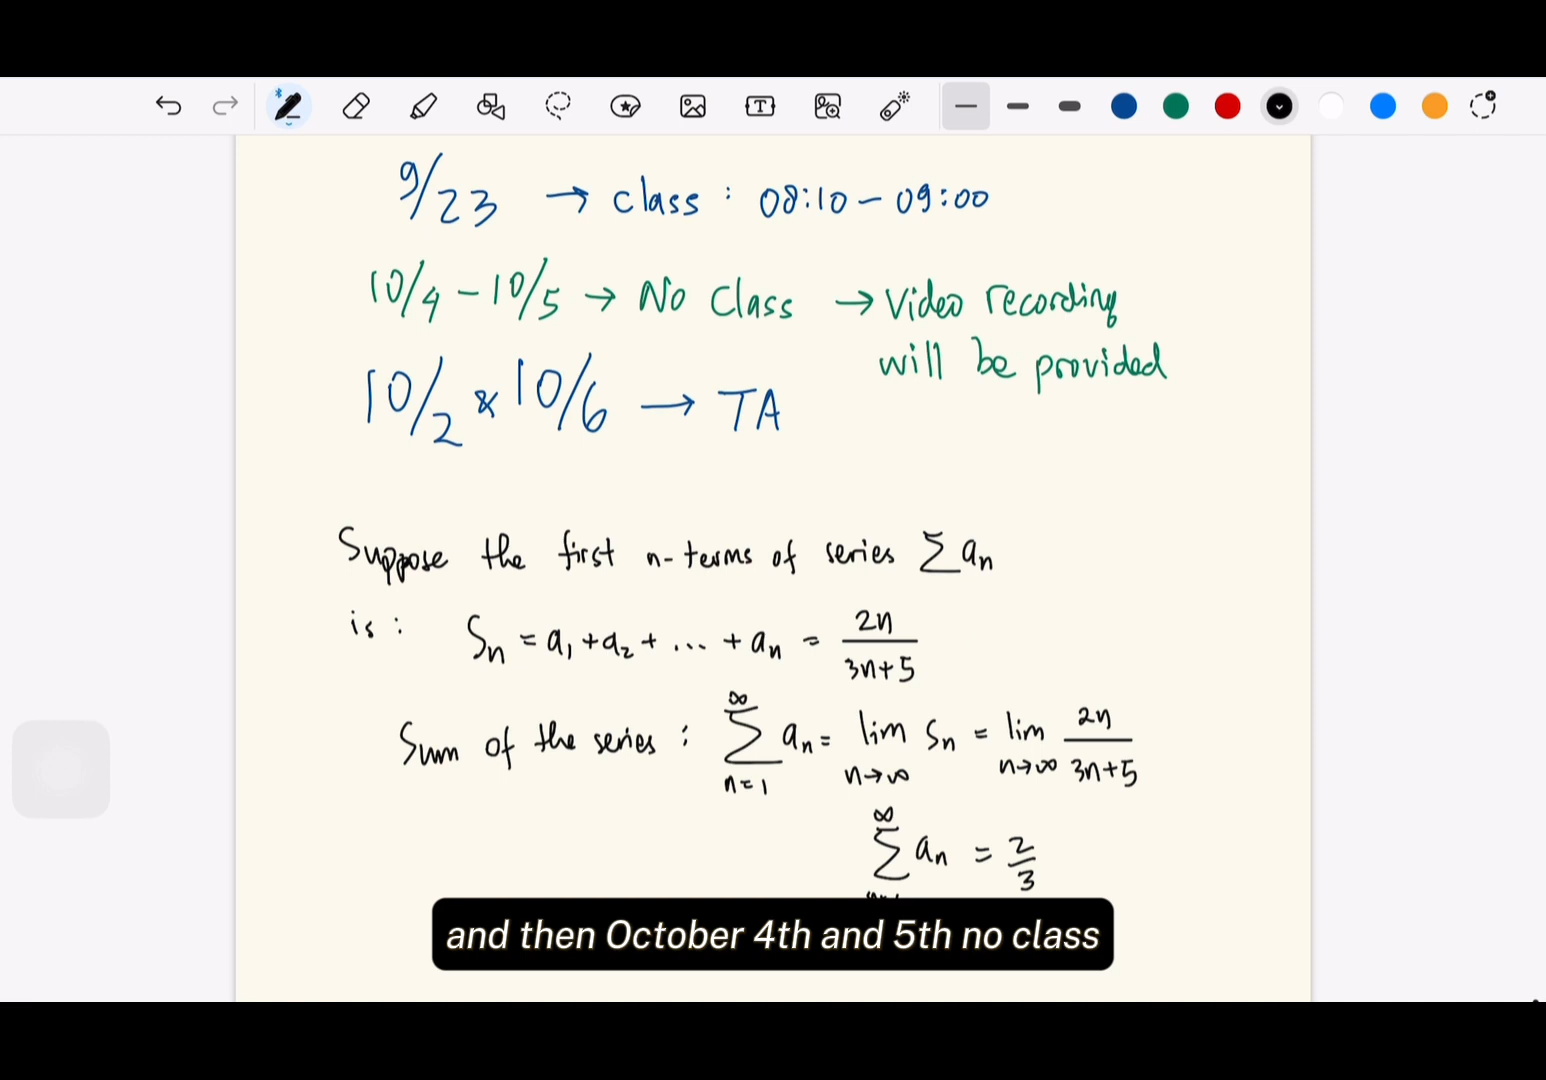 9/23 → class : 08:10 – 09:00
10/4 – 10/5 → No Class → Video recording
will be provided
10/2 & 10/6 → TA
Suppose the first n-terms of series ∑ aₙ
is : Sₙ = a₁ + a₂ + ... + aₙ = 2n/(3n+5)
Sum of the series : ∑_{n=1}^{∞} aₙ = lim_{n→∞} Sₙ = lim_{n→∞} 2n/(3n+5)
∑^{∞} aₙ = 2/3
and then October 4th and 5th no class